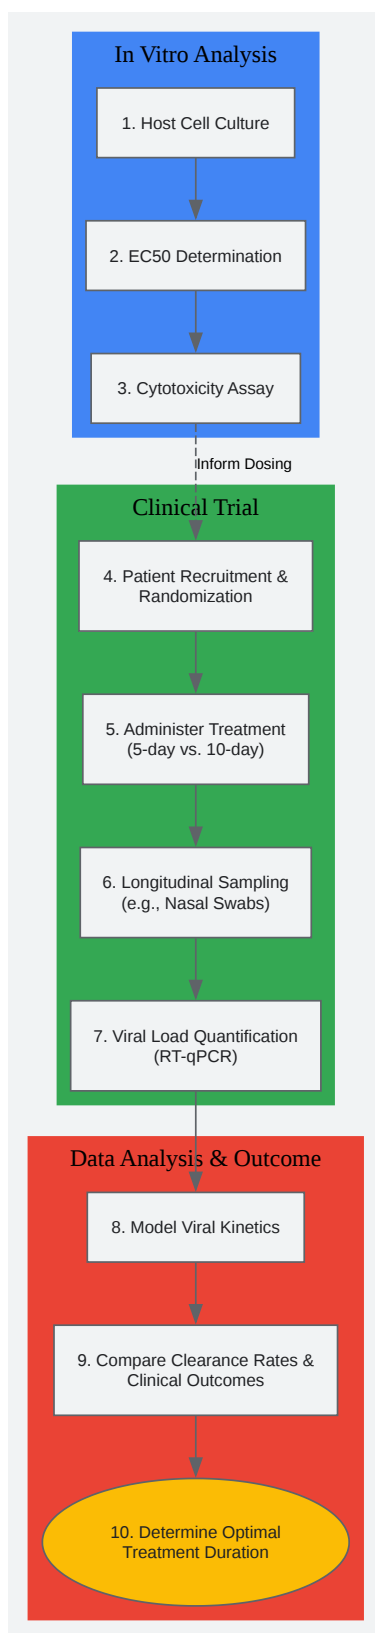 In Vitro Analysis
1. Host Cell Culture
2. EC50 Determination
3. Cytotoxicity Assay
Inform Dosing
Clinical Trial
4. Patient Recruitment &
Randomization
5. Administer Treatment
(5-day vs. 10-day)
6. Longitudinal Sampling
(e.g., Nasal Swabs)
7. Viral Load Quantification
(RT-qPCR)
Data Analysis & Outcome
8. Model Viral Kinetics
9. Compare Clearance Rates &
Clinical Outcomes
10. Determine Optimal
Treatment Duration